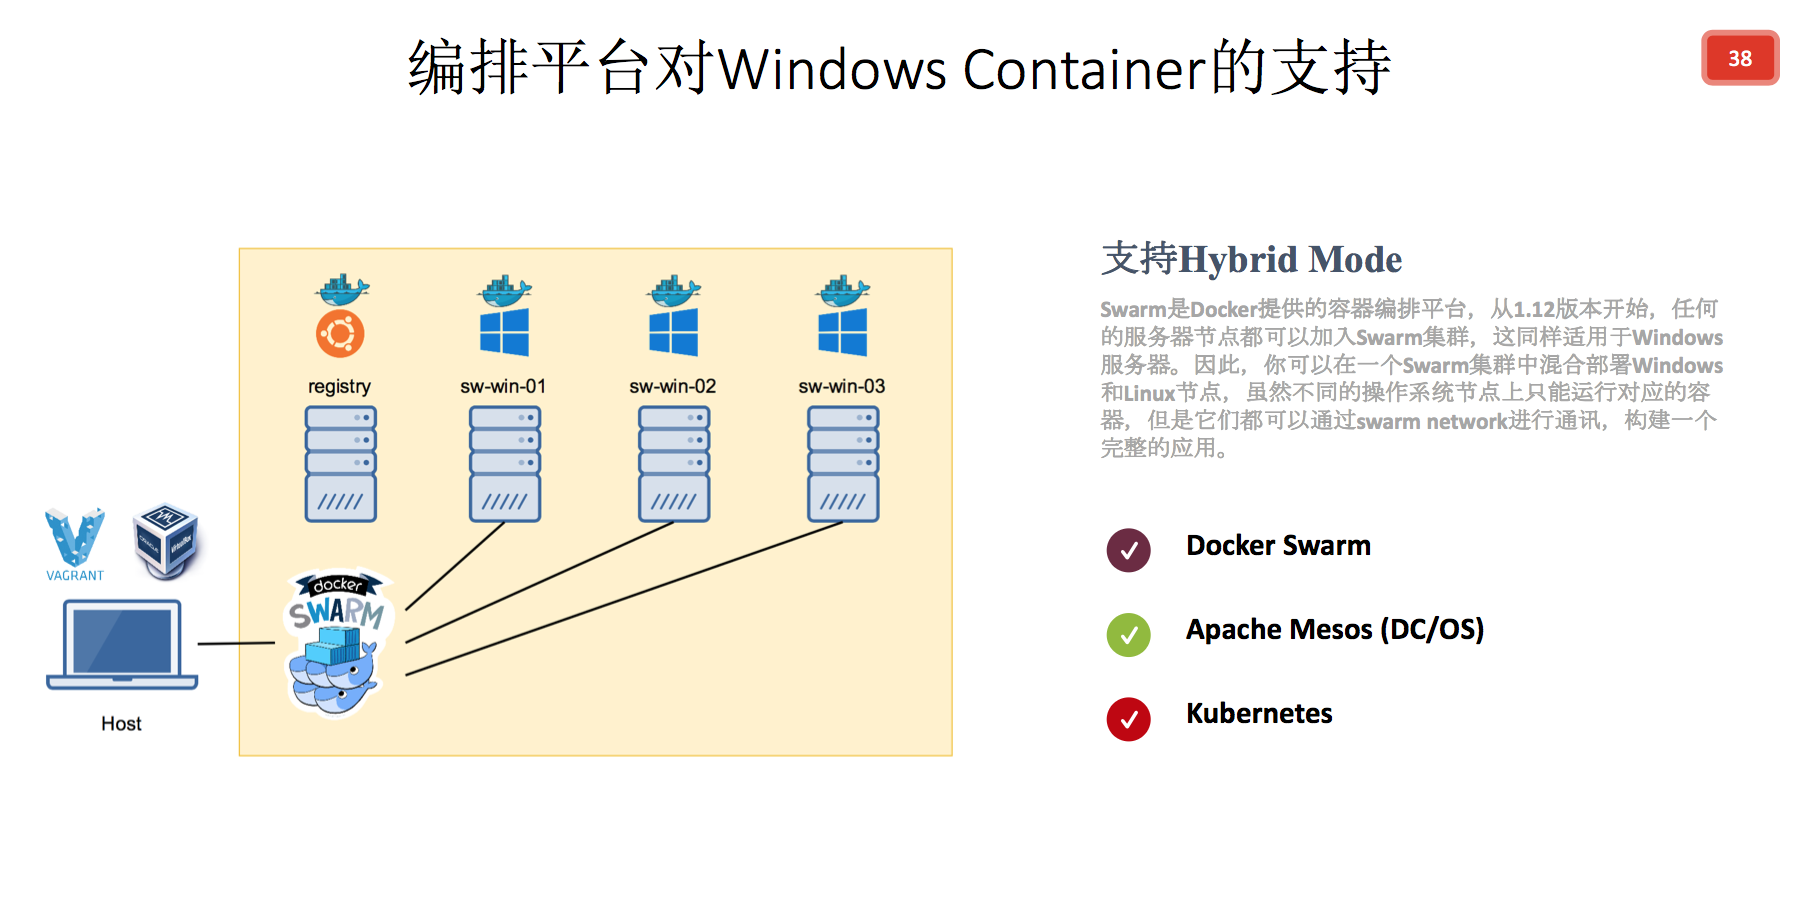 编排平台对Windows Container的支持
38
registry
sw-win-01
sw-win-02
sw-win-03
VAGRANT
ORACLE
VirtualBox
docker
SWARM
Host
支持Hybrid Mode
Swarm是Docker提供的容器编排平台，从1.12版本开始，任何
的服务器节点都可以加入Swarm集群，这同样适用于Windows
服务器。因此，你可以在一个Swarm集群中混合部署Windows
和Linux节点，虽然不同的操作系统节点上只能运行对应的容
器，但是它们都可以通过swarm network进行通讯，构建一个
完整的应用。
Docker Swarm
Apache Mesos (DC/OS)
Kubernetes